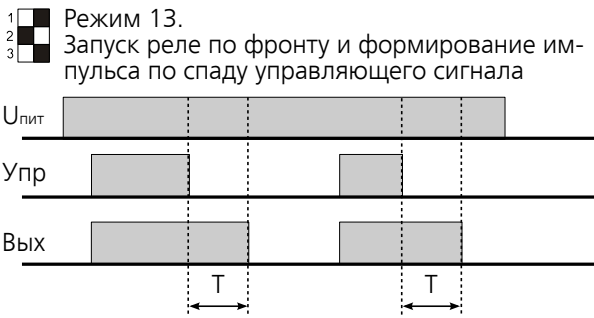 1
2
3
Режим 13.
Запуск реле по фронту и формирование им-
пульса по спаду управляющего сигнала
Uпит
Упр
Вых
T
T